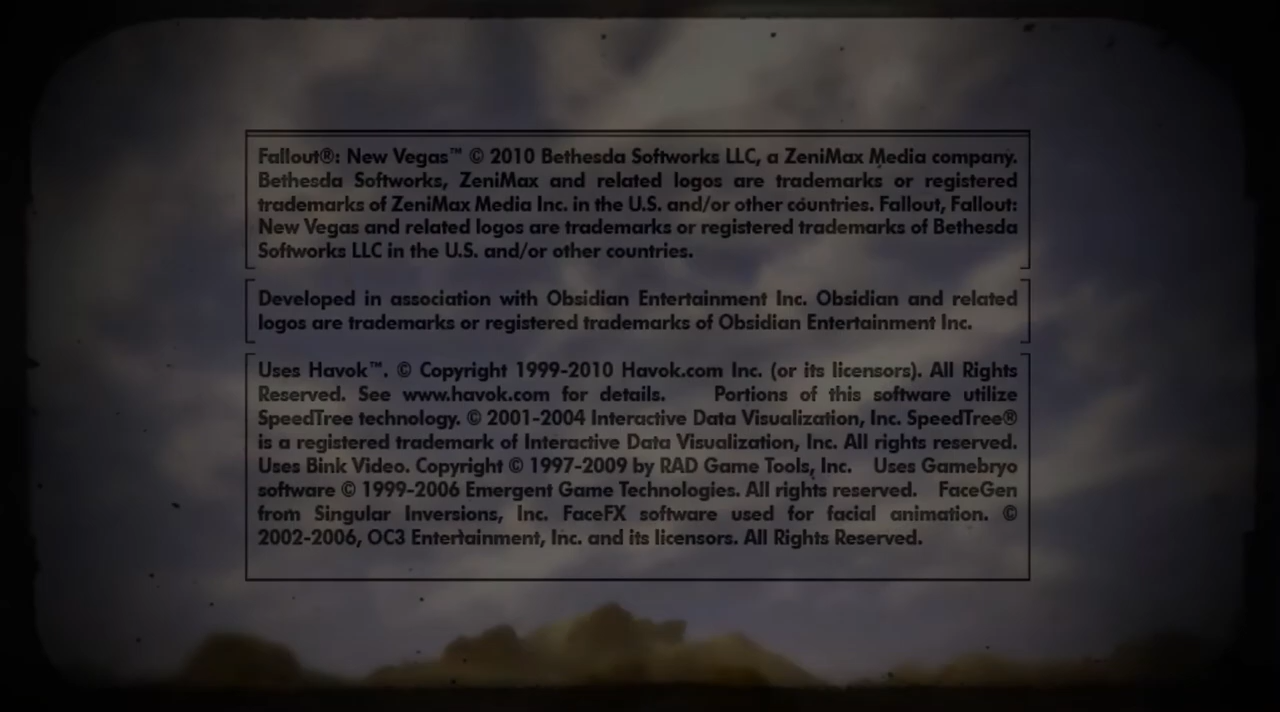 Fallout®: New Vegas™ © 2010 Bethesda Softworks LLC, a ZeniMax Media company.
Bethesda Softworks, ZeniMax and related logos are trademarks or registered
trademarks of ZeniMax Media Inc. in the U.S. and/or other countries. Fallout, Fallout:
New Vegas and related logos are trademarks or registered trademarks of Bethesda
Softworks LLC in the U.S. and/or other countries.
Developed in association with Obsidian Entertainment Inc. Obsidian and related
logos are trademarks or registered trademarks of Obsidian Entertainment Inc.
Uses Havok™. © Copyright 1999-2010 Havok.com Inc. (or its licensors). All Rights
Reserved. See www.havok.com for details. Portions of this software utilize
SpeedTree technology. © 2001-2004 Interactive Data Visualization, Inc. SpeedTree®
is a registered trademark of Interactive Data Visualization, Inc. All rights reserved.
Uses Bink Video. Copyright © 1997-2009 by RAD Game Tools, Inc. Uses Gamebryo
software © 1999-2006 Emergent Game Technologies. All rights reserved. FaceGen
from Singular Inversions, Inc. FaceFX software used for facial animation. ©
2002-2006, OC3 Entertainment, Inc. and its licensors. All Rights Reserved.